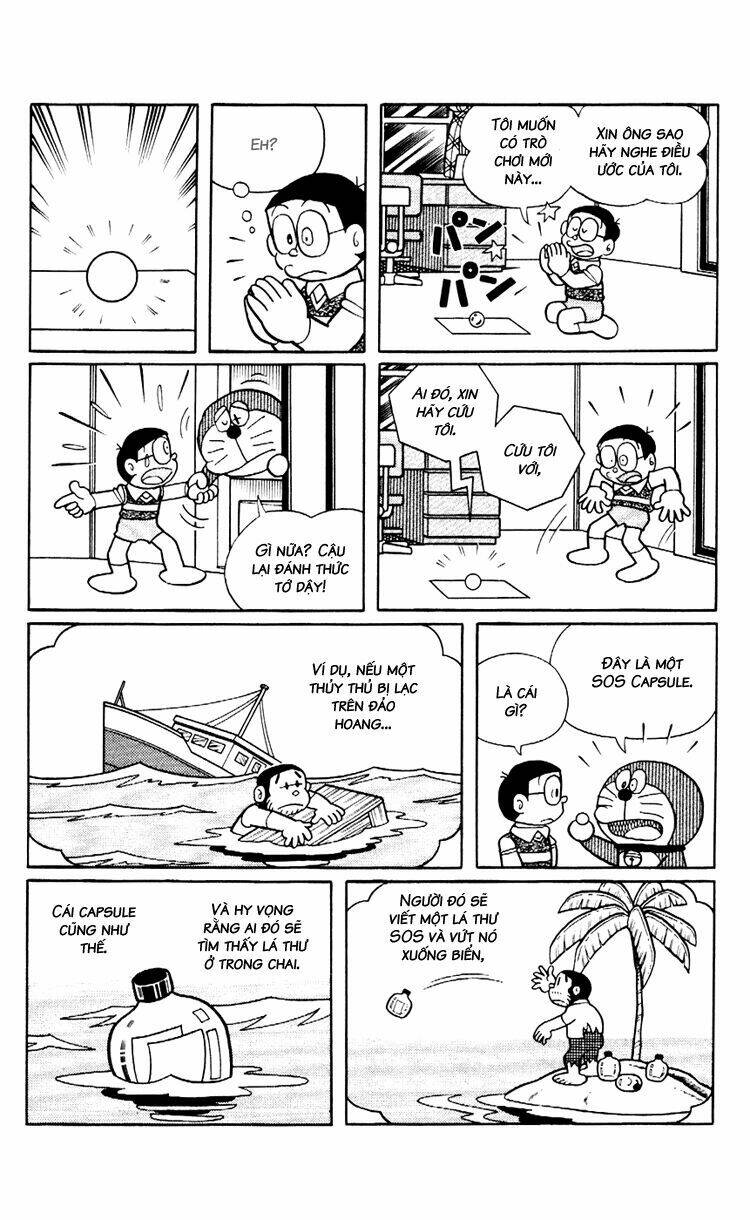 XIN ÔNG SAO
HÃY NGHE ĐIỀU
ƯỚC CỦA TÔI.
TÔI MUỐN
CÓ TRÒ
CHƠI MỚI
NÀY...
EH?
CỨU TÔI
VỚI,
AI ĐÓ, XIN
HÃY CỨU
TÔI.
GÌ NỮA? CẬU
LẠI ĐÁNH THỨC
TỚ DẬY!
ĐÂY LÀ MỘT
SOS CAPSULE.
LÀ CÁI
GÌ?
VÍ DỤ, NẾU MỘT
THỦY THỦ BỊ LẠC
TRÊN ĐẢO
HOANG...
NGƯỜI ĐÓ SẼ
VIẾT MỘT LÁ THƯ
SOS VÀ VỨT NÓ
XUỐNG BIỂN,
VÀ HY VỌNG
RẰNG AI ĐÓ SẼ
TÌM THẤY LÁ THƯ
Ở TRONG CHAI.
CÁI CAPSULE
CŨNG NHƯ
THẾ.